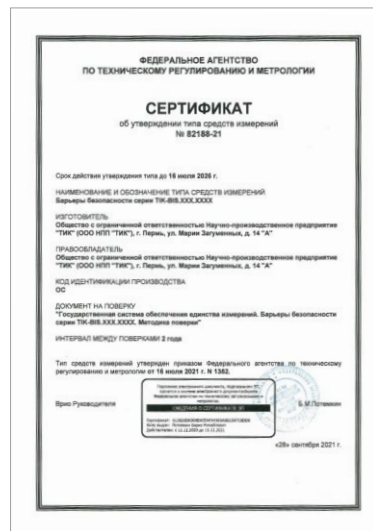 ФЕДЕРАЛЬНОЕ АГЕНТСТВО
ПО ТЕХНИЧЕСКОМУ РЕГУЛИРОВАНИЮ И МЕТРОЛОГИИ
СЕРТИФИКАТ
об утверждении типа средств измерений
№ 82188-21
Срок действия утверждения типа до 16 июля 2026 г.
НАИМЕНОВАНИЕ И ОБОЗНАЧЕНИЕ ТИПА СРЕДСТВ ИЗМЕРЕНИЙ
Барьеры безопасности серии TIK-BIS.XXX.XXXX
ИЗГОТОВИТЕЛЬ
Общество с ограниченной ответственностью Научно-производственное предприятие
"ТИК" (ООО НПП "ТИК"), г. Пермь, ул. Марии Загуменных, д. 14 "А"
ПРАВООБЛАДАТЕЛЬ
Общество с ограниченной ответственностью Научно-производственное предприятие
"ТИК" (ООО НПП "ТИК"), г. Пермь, ул. Марии Загуменных, д. 14 "А"
КОД ИДЕНТИФИКАЦИИ ПРОИЗВОДСТВА
ОС
ДОКУМЕНТ НА ПОВЕРКУ
"Государственная система обеспечения единства измерений. Барьеры безопасности
серии TIK-BIS.XXX.XXXX. Методика поверки"
ИНТЕРВАЛ МЕЖДУ ПОВЕРКАМИ 2 года
Тип средств измерений утвержден приказом Федерального агентства по техническому
регулированию и метрологии от 16 июля 2021 г. N 1352.
Врио Руководителя
СВЕДЕНИЯ О СЕРТИФИКАТЕ ЭП
«28» сентября 2021 г.